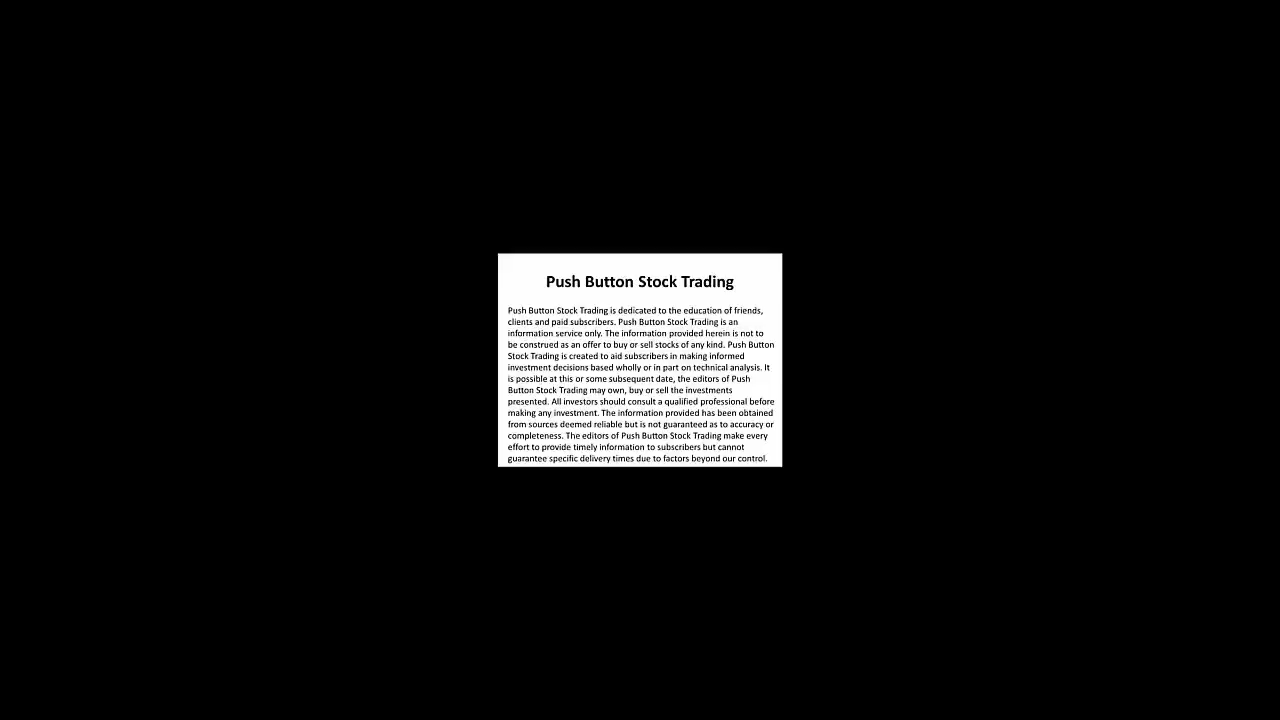 Push Button Stock Trading
Push Button Stock Trading is dedicated to the education of friends,
clients and paid subscribers. Push Button Stock Trading is an
information service only. The information provided herein is not to
be construed as an offer to buy or sell stocks of any kind. Push Button
Stock Trading is created to aid subscribers in making informed
investment decisions based wholly or in part on technical analysis. It
is possible at this or some subsequent date, the editors of Push
Button Stock Trading may own, buy or sell the investments
presented. All investors should consult a qualified professional before
making any investment. The information provided has been obtained
from sources deemed reliable but is not guaranteed as to accuracy or
completeness. The editors of Push Button Stock Trading make every
effort to provide timely information to subscribers but cannot
guarantee specific delivery times due to factors beyond our control.